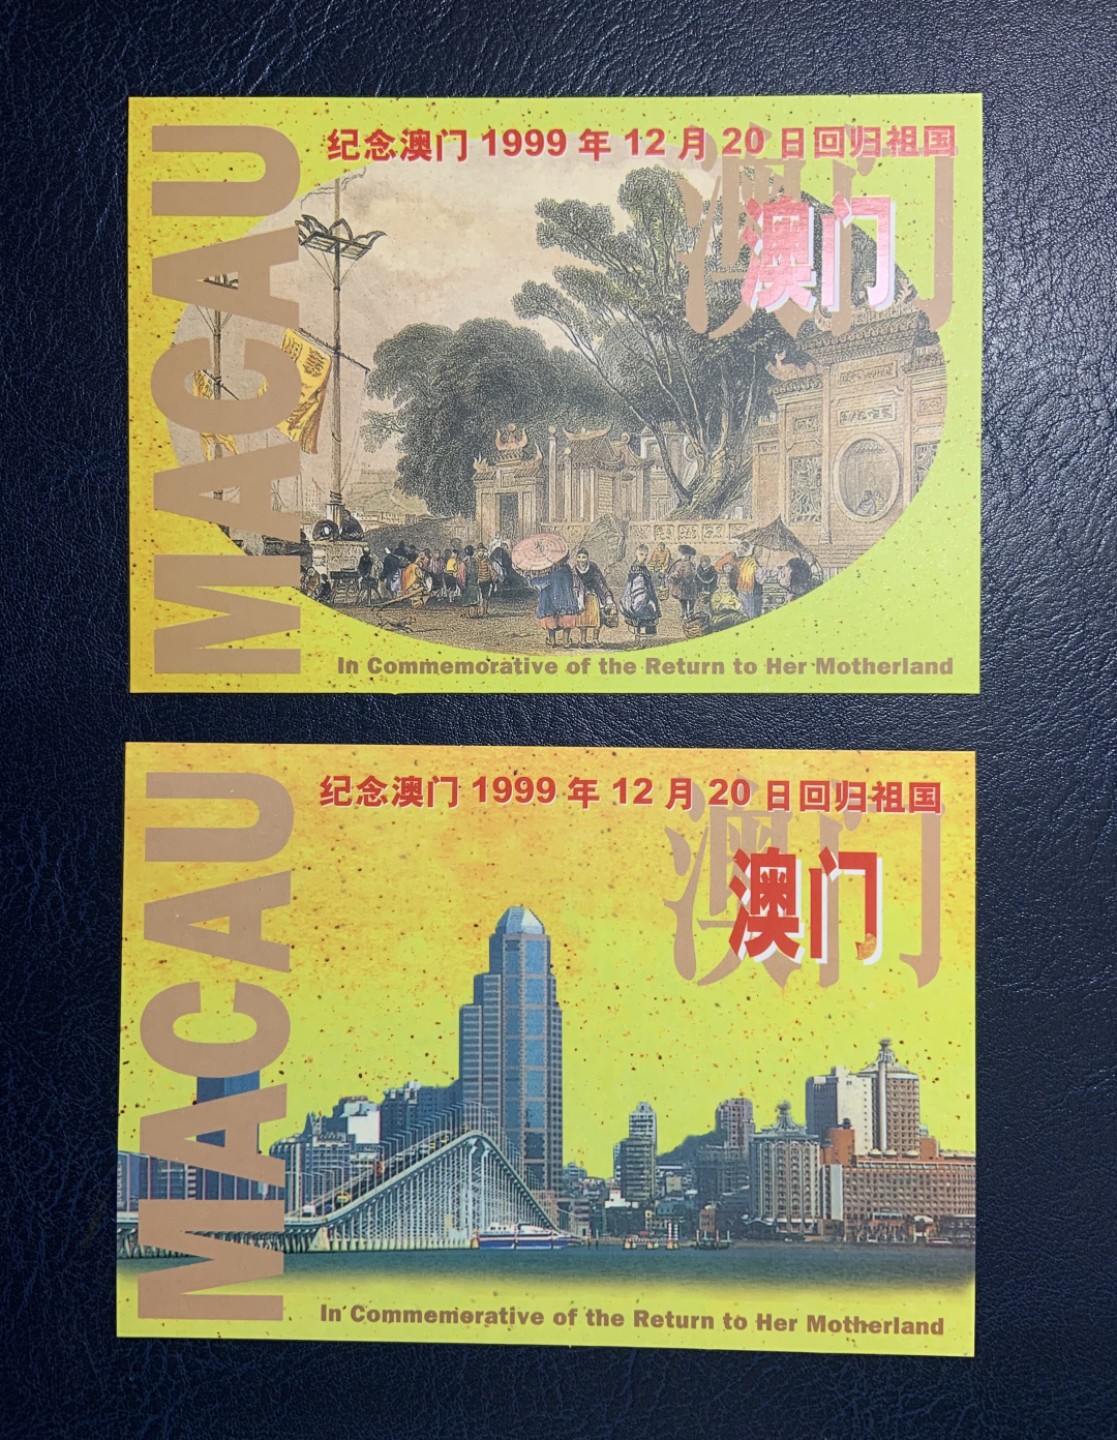 纪念澳门 1999 年 12 月 20 日回归祖国
澳门
澳门
MACAU
In Commemorative of the Return to Her Motherland
纪念澳门 1999 年 12 月 20 日回归祖国
澳门
澳门
MACAU
In Commemorative of the Return to Her Motherland